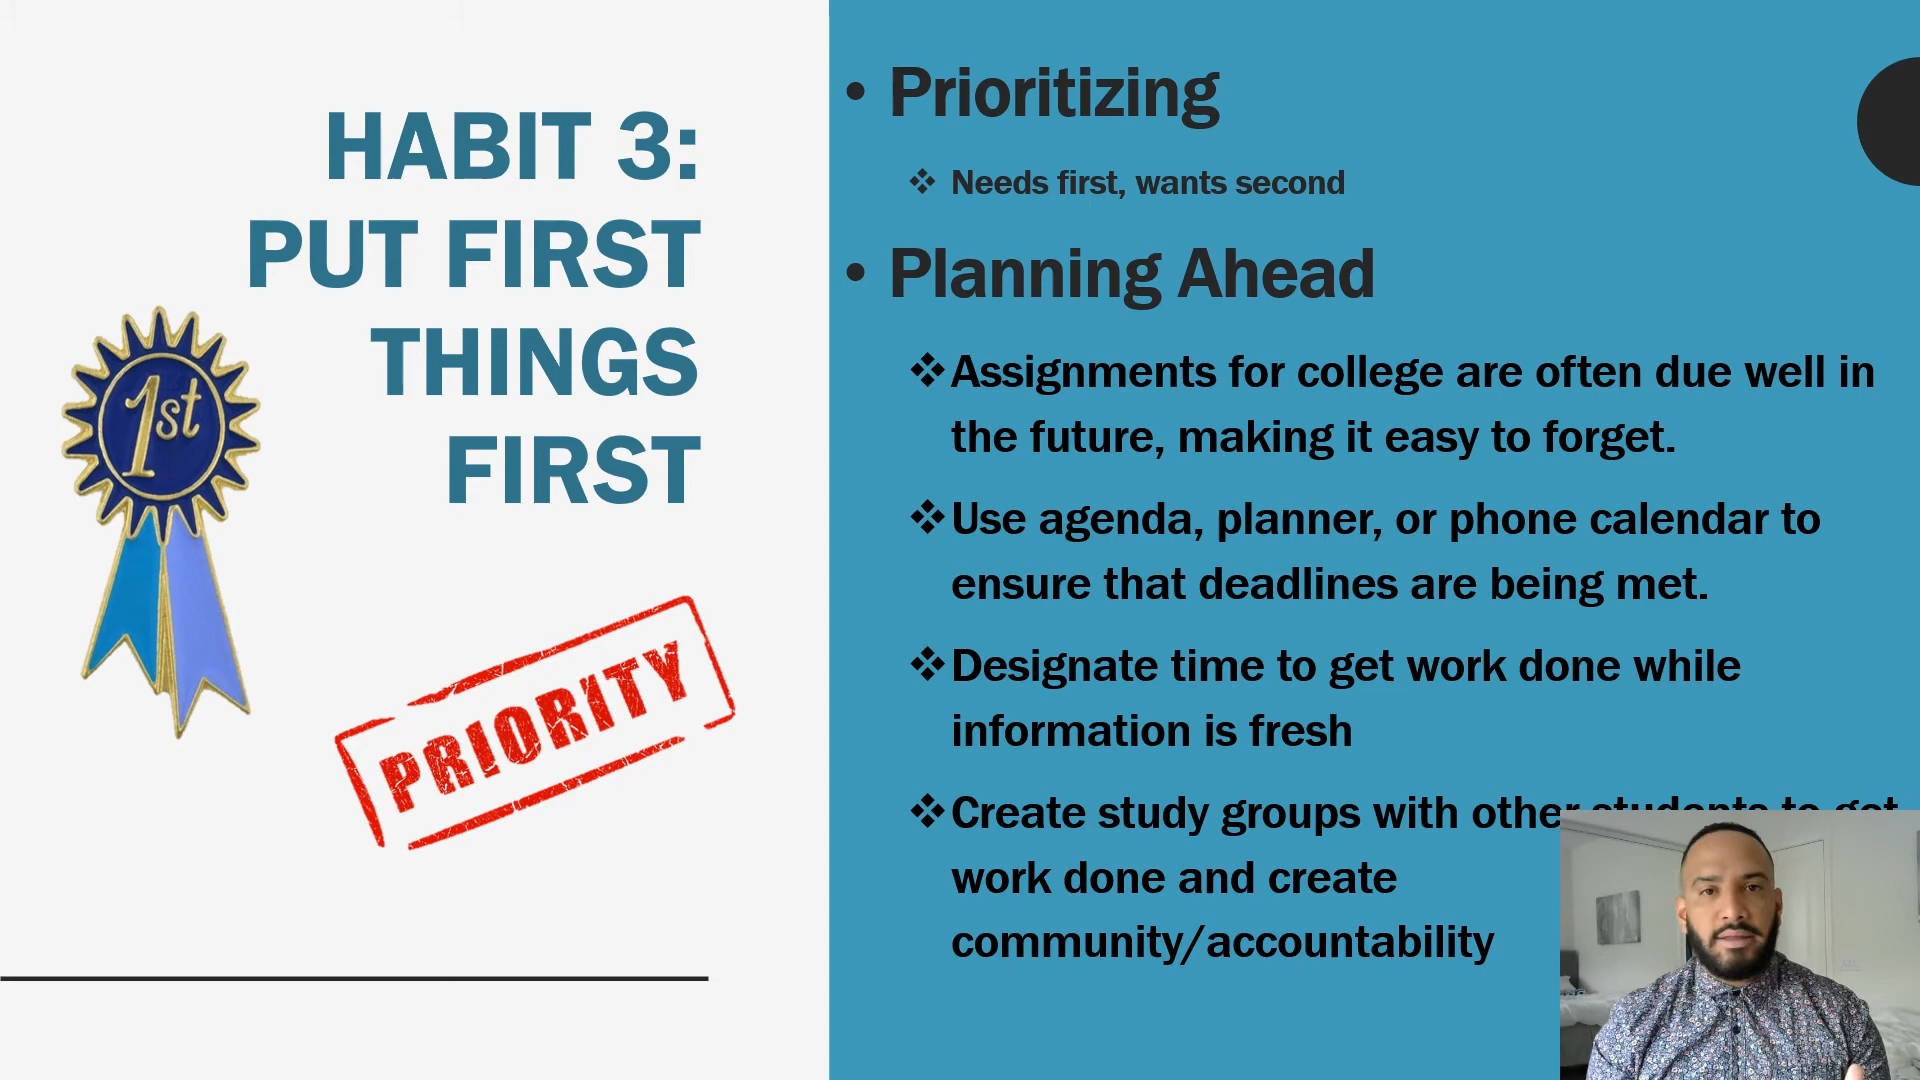 HABIT 3:
PUT FIRST
THINGS
FIRST
1st
PRIORITY
• Prioritizing
❖ Needs first, wants second
• Planning Ahead
❖Assignments for college are often due well in
the future, making it easy to forget.
❖Use agenda, planner, or phone calendar to
ensure that deadlines are being met.
❖Designate time to get work done while
information is fresh
❖Create study groups with other students to get
work done and create
community/accountability